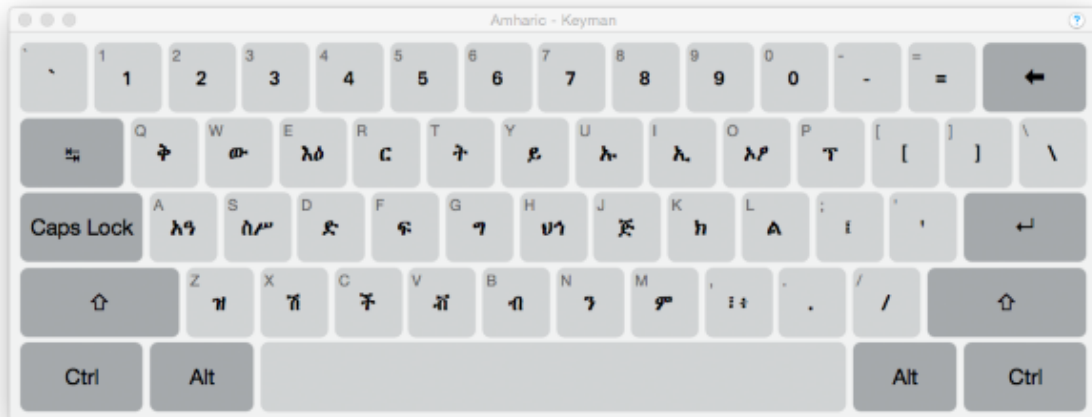 Amharic - Keyman ?
` ` 1 1 2 2 3 3 4 4 5 5 6 6 7 7 8 8 9 9 0 0 - - = =
Q ቅ W ው E እዕ R ር T ት Y ይ U ኡ I ኢ O ኦዖ P ፕ [ [ ] ] \ \
Caps Lock A አዓ S ስሥ D ድ F ፍ G ግ H ህኅ J ጅ K ክ L ል ; ፤ ' '
Z ዝ X ሽ C ች V ቭ B ብ N ን M ም , ፣፥ . . / /
Ctrl Alt Alt Ctrl